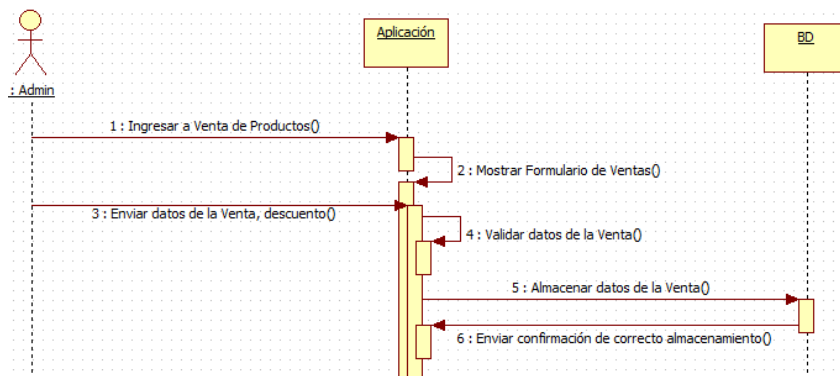 Aplicación
BD
: Admin
1 : Ingresar a Venta de Productos()
2 : Mostrar Formulario de Ventas()
3 : Enviar datos de la Venta, descuento()
4 : Validar datos de la Venta()
5 : Almacenar datos de la Venta()
6 : Enviar confirmación de correcto almacenamiento()